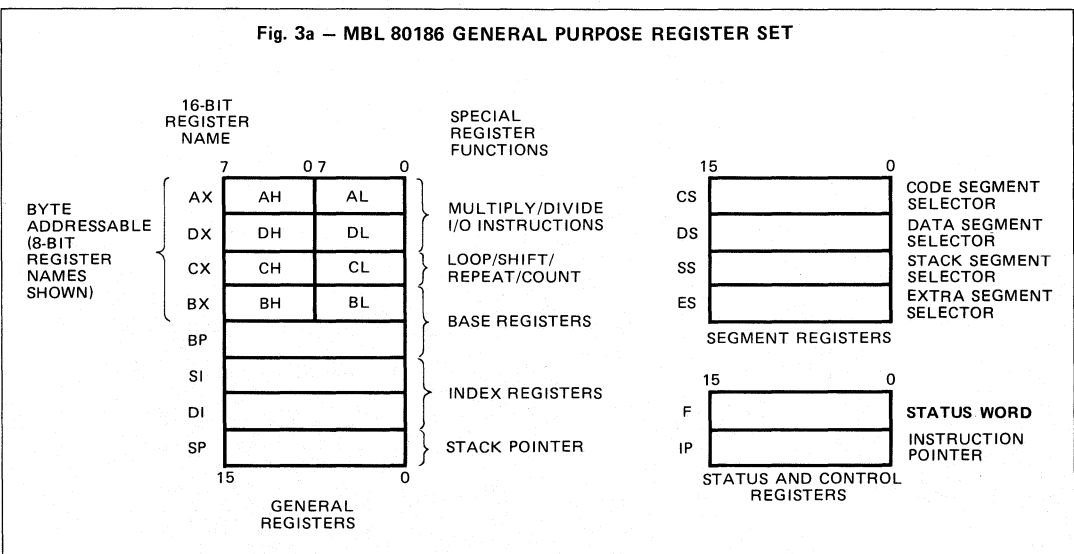 Fig. 3a — MBL 80186 GENERAL PURPOSE REGISTER SET
16-BIT
REGISTER
NAME
SPECIAL
REGISTER
FUNCTIONS
7 0 7 0
BYTE
ADDRESSABLE
(8-BIT
REGISTER
NAMES
SHOWN)
AX AH AL
DX DH DL
MULTIPLY/DIVIDE
I/O INSTRUCTIONS
CX CH CL
LOOP/SHIFT/
REPEAT/COUNT
BX BH BL
BP
BASE REGISTERS
SI
DI
INDEX REGISTERS
SP
STACK POINTER
15 0
GENERAL
REGISTERS
15 0
CS
CODE SEGMENT
SELECTOR
DS
DATA SEGMENT
SELECTOR
SS
STACK SEGMENT
SELECTOR
ES
EXTRA SEGMENT
SELECTOR
SEGMENT REGISTERS
15 0
F
STATUS WORD
IP
INSTRUCTION
POINTER
STATUS AND CONTROL
REGISTERS